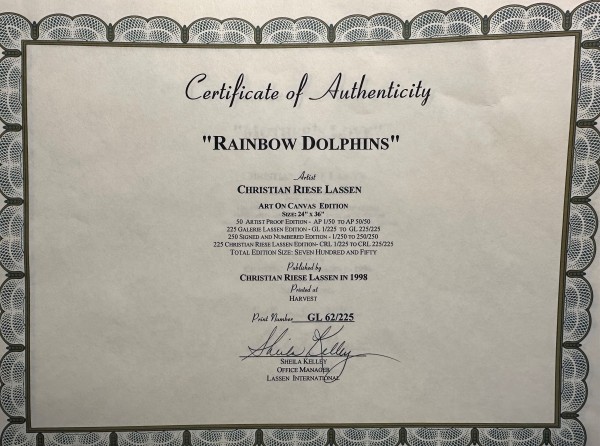 Certificate of Authenticity
"RAINBOW DOLPHINS"
Artist
CHRISTIAN RIESE LASSEN
ART ON CANVAS EDITION
SIZE: 24" x 36"
50 ARTIST PROOF EDITION - AP 1/50 TO AP 50/50
225 GALERIE LASSEN EDITION - GL 1/225 TO GL 225/225
250 SIGNED AND NUMBERED EDITION - 1/250 TO 250/250
225 CHRISTIAN RIESE LASSEN EDITION- CRL 1/225 TO CRL 225/225
TOTAL EDITION SIZE: SEVEN HUNDRED AND FIFTY
Published by
CHRISTIAN RIESE LASSEN IN 1998
Printed at
HARVEST
Print Number GL 62/225
Sheila Kelley
SHEILA KELLEY
OFFICE MANAGER
LASSEN INTERNATIONAL